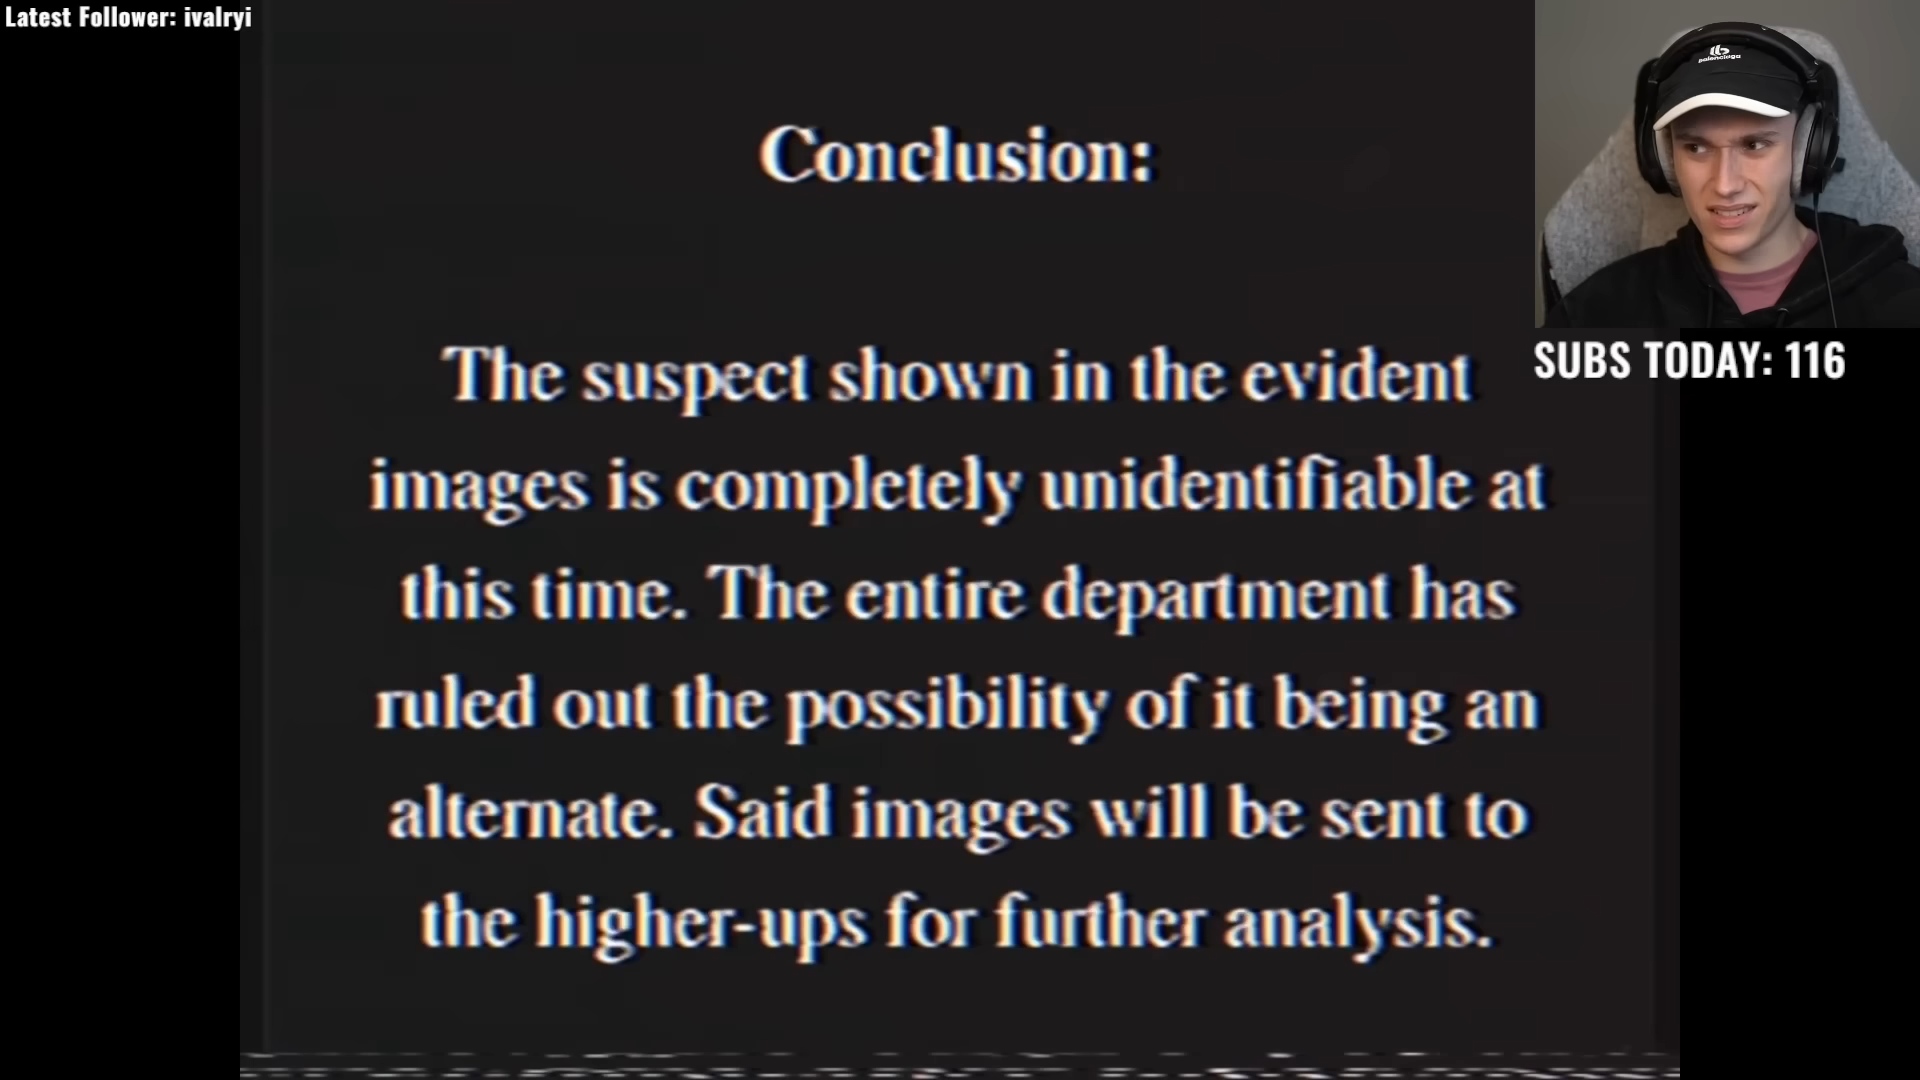 Latest Follower: ivalryi
Conclusion:
The suspect shown in the evident
images is completely unidentifiable at
this time. The entire department has
ruled out the possibility of it being an
alternate. Said images will be sent to
the higher-ups for further analysis.
balenciaga
SUBS TODAY: 116